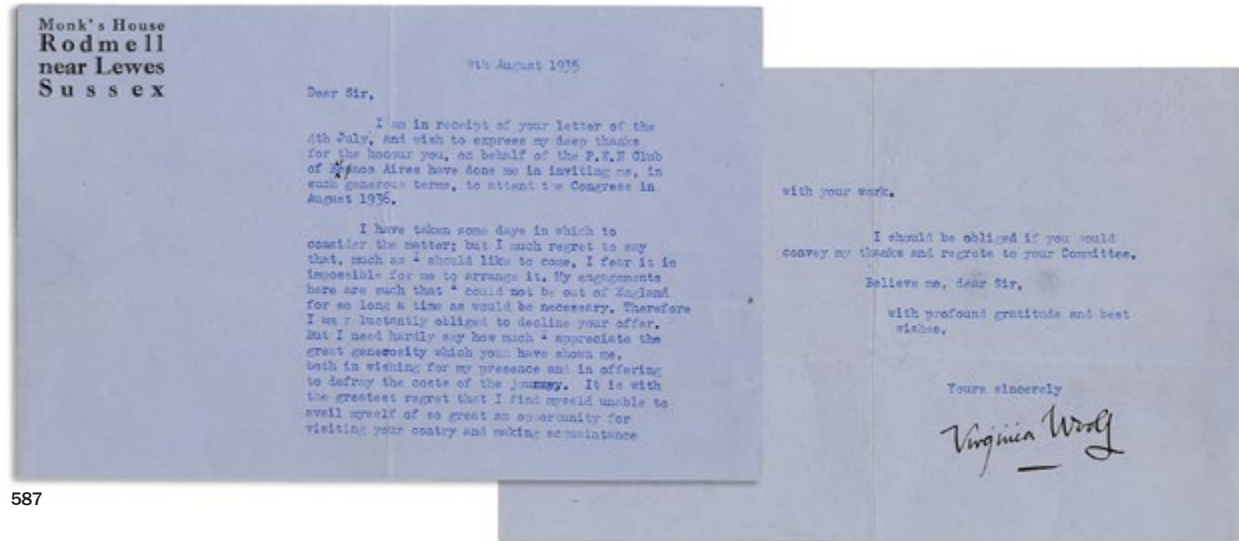 Monk's House
Rodmell
near Lewes
Sussex
9th August 1935
Dear Sir,
I am in receipt of your letter of the
4th July, and wish to express my deep thanks
for the honour you, on behalf of the P.E.N Club
of Buenos Aires have done me in inviting me, in
such generous terms, to attend the Congress in
August 1936.
I have taken some days in which to
consider the matter; but I much regret to say
that, much as I should like to come, I fear it is
impossible for me to arrange it. My engagements
here are such that I could not be out of England
for so long a time as would be necessary. Therefore
I am r luctantly obliged to decline your offer.
But I need hardly say how much I appreciate the
great generosity which youn have shown me,
both in wishing for my presence and in offering
to defray the costs of the journey. It is with
the greatest regret that I find myseld unable to
avail myself of so great an opportunity for
visiting your contry and making acquaintance
with your work.
I should be obliged if you would
convey my thanks and regrets to your Committee.
Believe me, dear Sir,
with profound gratitude and best
wishes.
Yours sincerely
Virginia Woolf
587